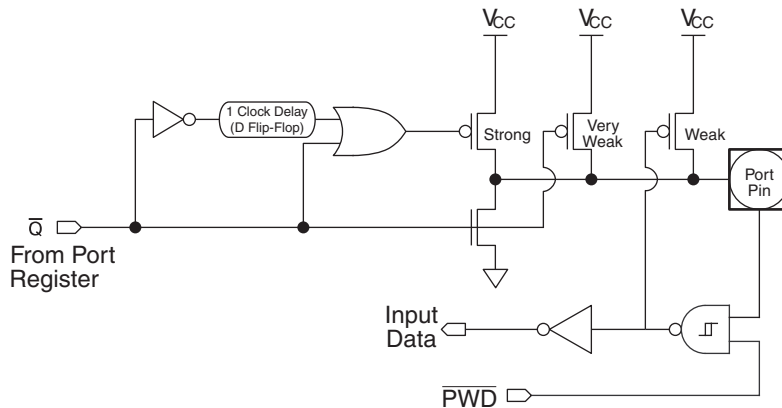 VCC
VCC
VCC
1 Clock Delay
(D Flip-Flop)
Strong
Very
Weak
Weak
Port
Pin
Q̅
From Port
Register
Input
Data
P̅W̅D̅